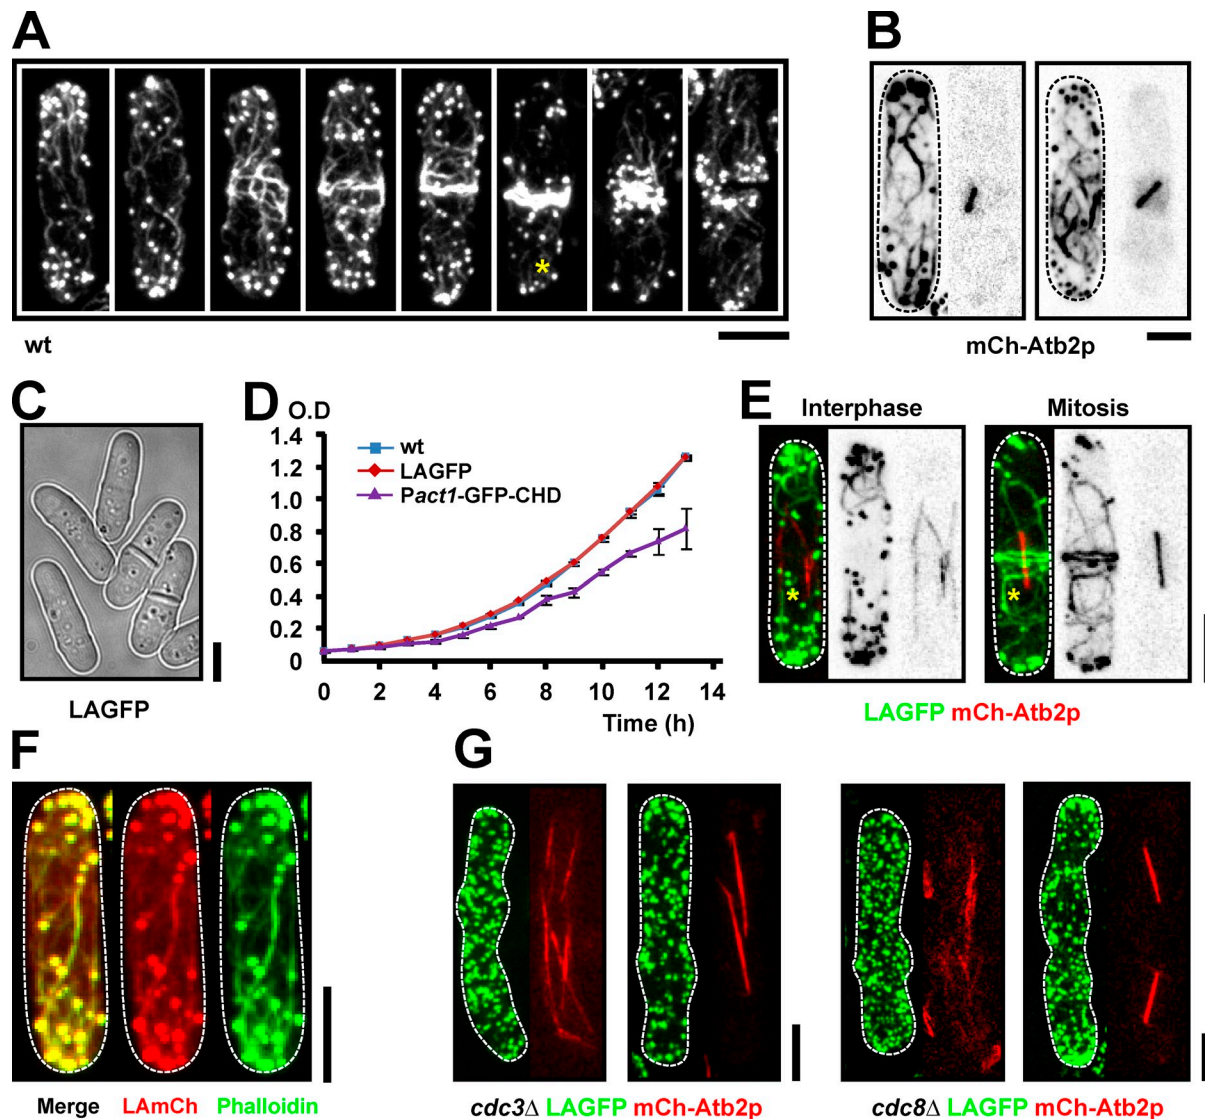 A
wt
*
B
mCh-Atb2p
C
LAGFP
D
O.D
1.4
1.2
1.0
0.8
0.6
0.4
0.2
0
0 2 4 6 8 10 12 14
Time (h)
wt
LAGFP
Pact1-GFP-CHD
E
Interphase Mitosis
* *
LAGFP mCh-Atb2p
F
Merge LAmCh Phalloidin
G
cdc3Δ LAGFP mCh-Atb2p
cdc8Δ LAGFP mCh-Atb2p